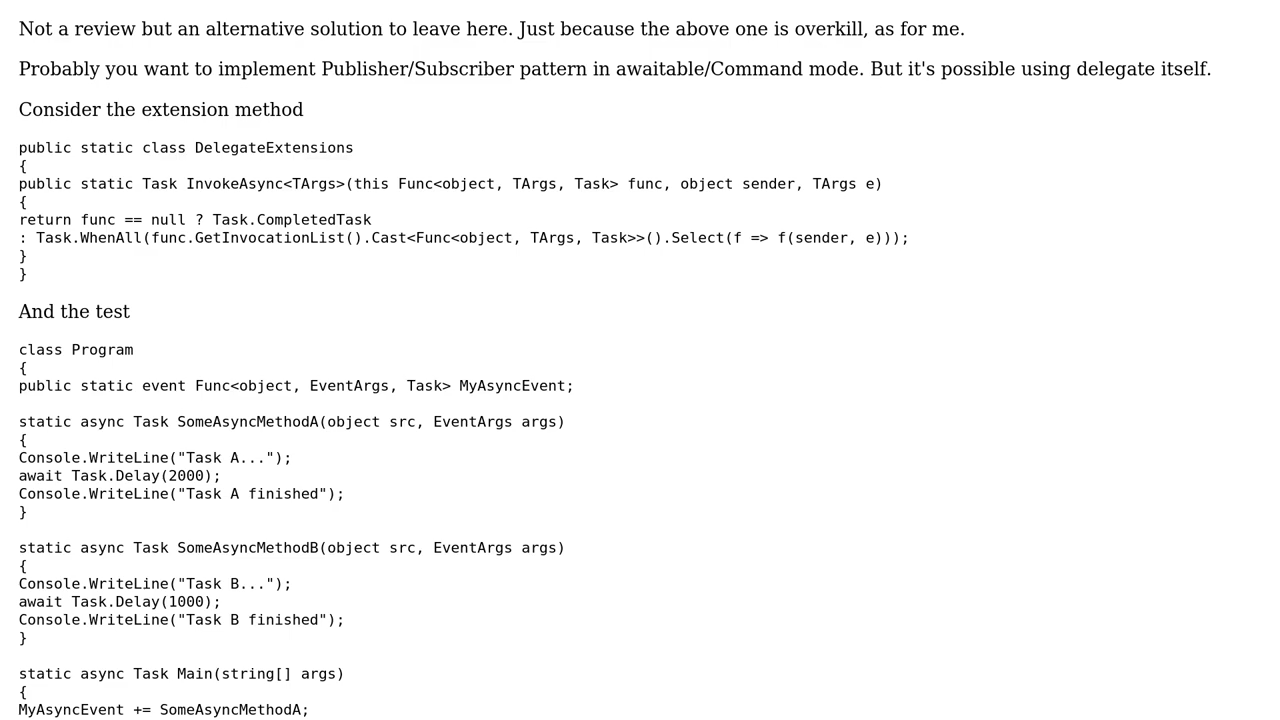 Not a review but an alternative solution to leave here. Just because the above one is overkill, as for me.
Probably you want to implement Publisher/Subscriber pattern in awaitable/Command mode. But it's possible using delegate itself.
Consider the extension method
public static class DelegateExtensions
{
public static Task InvokeAsync<TArgs>(this Func<object, TArgs, Task> func, object sender, TArgs e)
{
return func == null ? Task.CompletedTask
: Task.WhenAll(func.GetInvocationList().Cast<Func<object, TArgs, Task>>().Select(f => f(sender, e)));
}
}
And the test
class Program
{
public static event Func<object, EventArgs, Task> MyAsyncEvent;
static async Task SomeAsyncMethodA(object src, EventArgs args)
{
Console.WriteLine("Task A...");
await Task.Delay(2000);
Console.WriteLine("Task A finished");
}
static async Task SomeAsyncMethodB(object src, EventArgs args)
{
Console.WriteLine("Task B...");
await Task.Delay(1000);
Console.WriteLine("Task B finished");
}
static async Task Main(string[] args)
{
MyAsyncEvent += SomeAsyncMethodA;